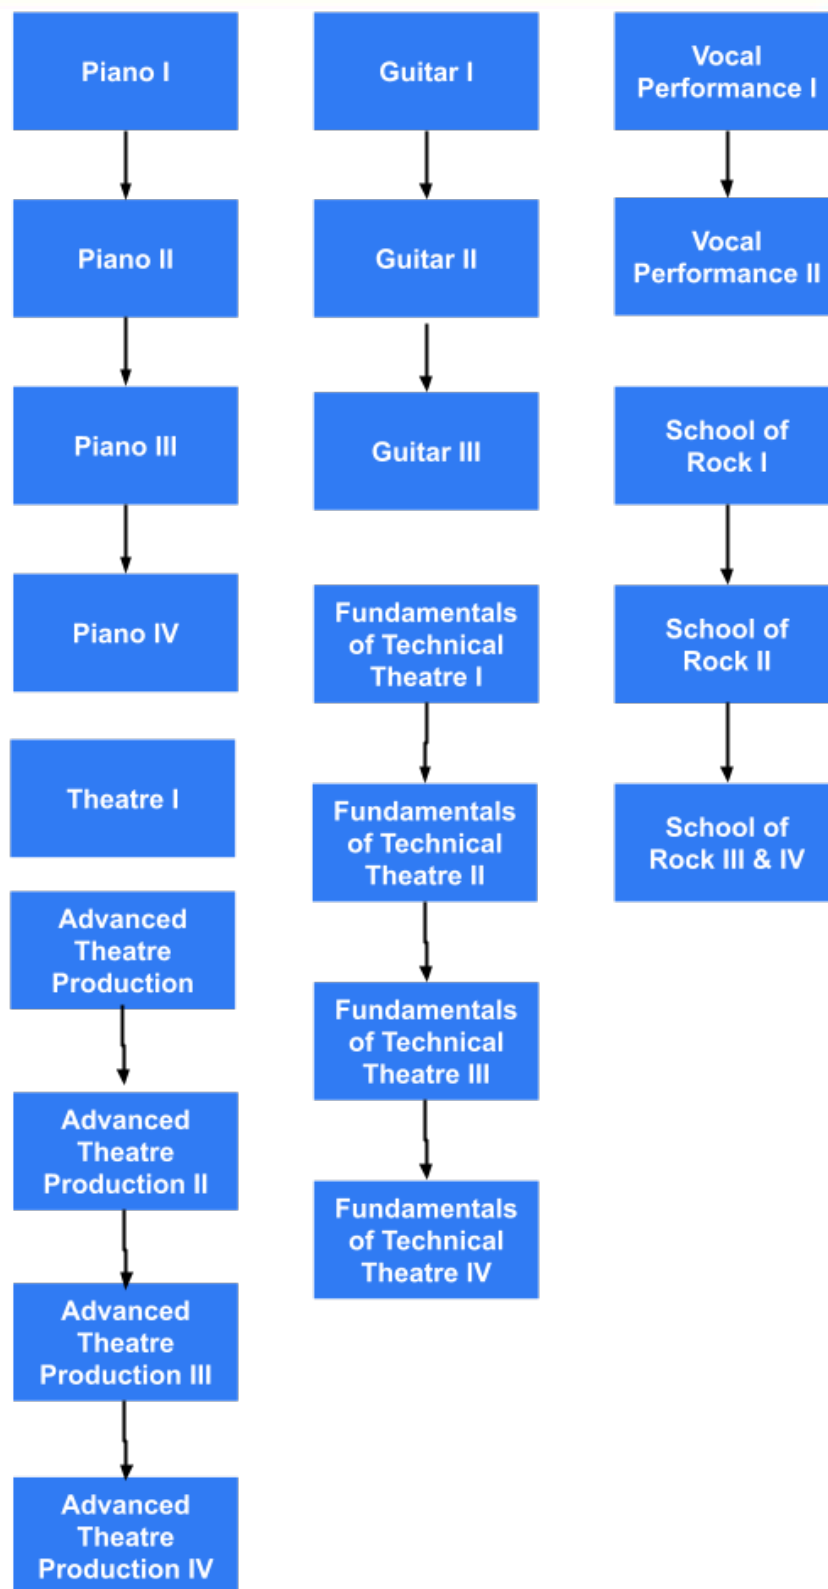 Piano I
Piano II
Piano III
Piano IV
Theatre I
Advanced
Theatre
Production
Advanced
Theatre
Production II
Advanced
Theatre
Production III
Advanced
Theatre
Production IV
Guitar I
Guitar II
Guitar III
Fundamentals
of Technical
Theatre I
Fundamentals
of Technical
Theatre II
Fundamentals
of Technical
Theatre III
Fundamentals
of Technical
Theatre IV
Vocal
Performance I
Vocal
Performance II
School of
Rock I
School of
Rock II
School of
Rock III & IV